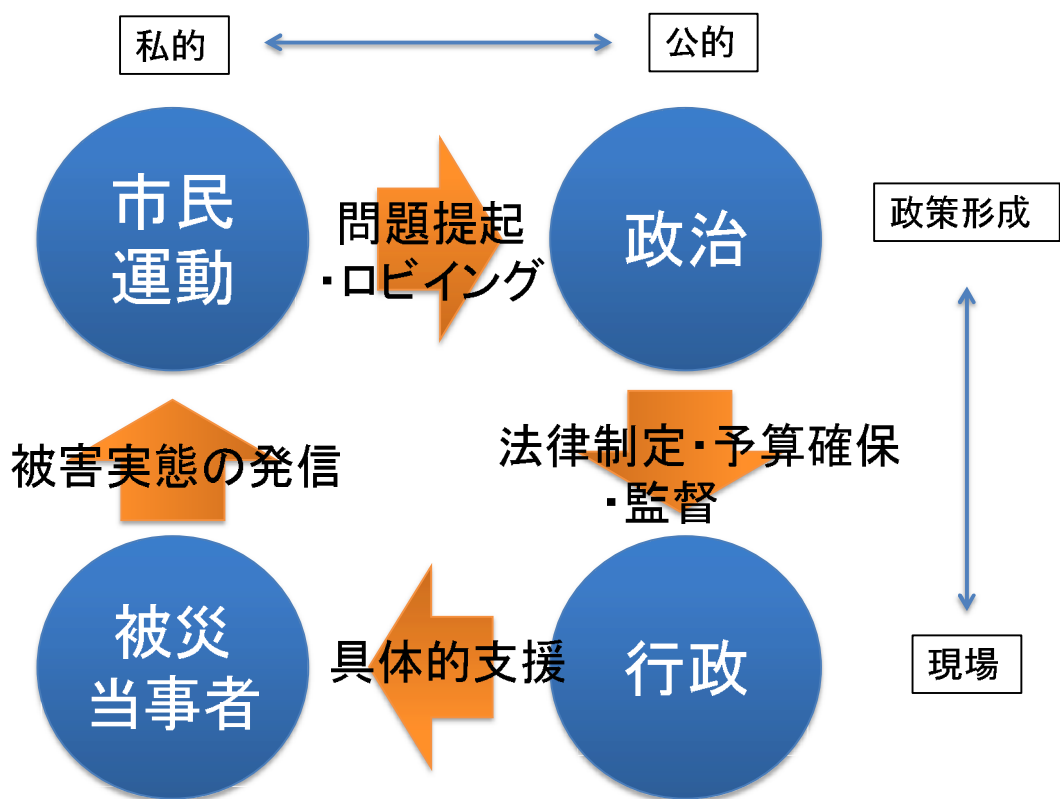 私的
公的
市民
運動
問題提起
・ロビイング
政治
政策形成
被害実態の発信
法律制定・予算確保
・監督
被災
当事者
具体的支援
行政
現場